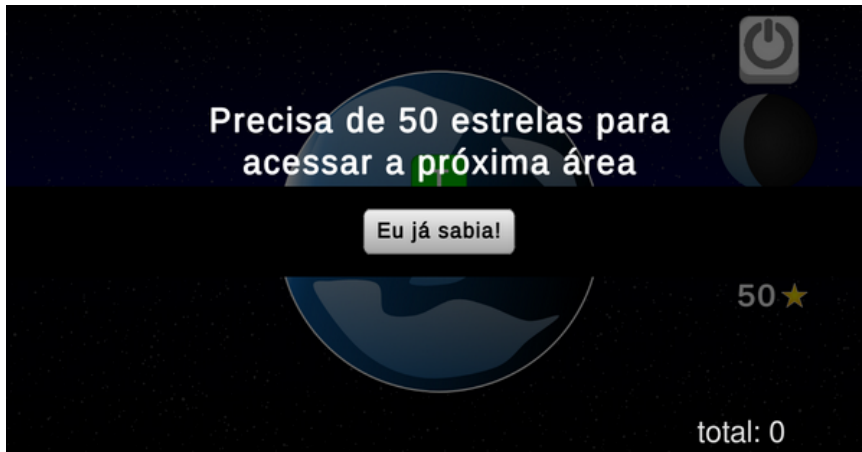 Precisa de 50 estrelas para
acessar a próxima área
Eu já sabia!
50
total: 0